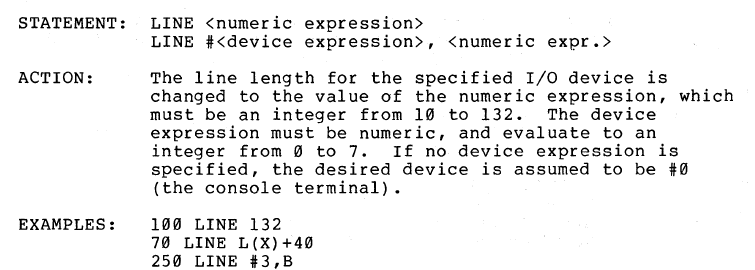 STATEMENT: LINE <numeric expression>
LINE #<device expression>, <numeric expr.>
ACTION: The line length for the specified I/O device is
changed to the value of the numeric expression, which
must be an integer from 10 to 132. The device
expression must be numeric, and evaluate to an
integer from 0 to 7. If no device expression is
specified, the desired device is assumed to be #0
(the console terminal).
EXAMPLES: 100 LINE 132
70 LINE L(X)+40
250 LINE #3,B